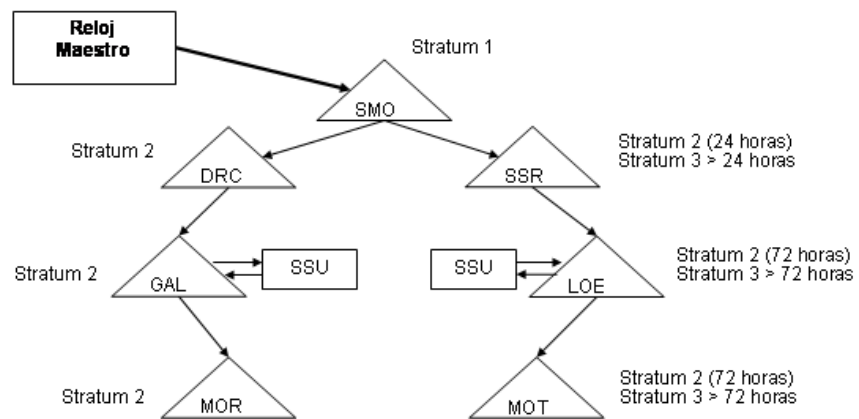 Reloj
Maestro
Stratum 1
SMO
Stratum 2
DRC
SSR
Stratum 2 (24 horas)
Stratum 3 > 24 horas
Stratum 2
GAL
SSU
SSU
LOE
Stratum 2 (72 horas)
Stratum 3 > 72 horas
Stratum 2
MOR
MOT
Stratum 2 (72 horas)
Stratum 3 > 72 horas